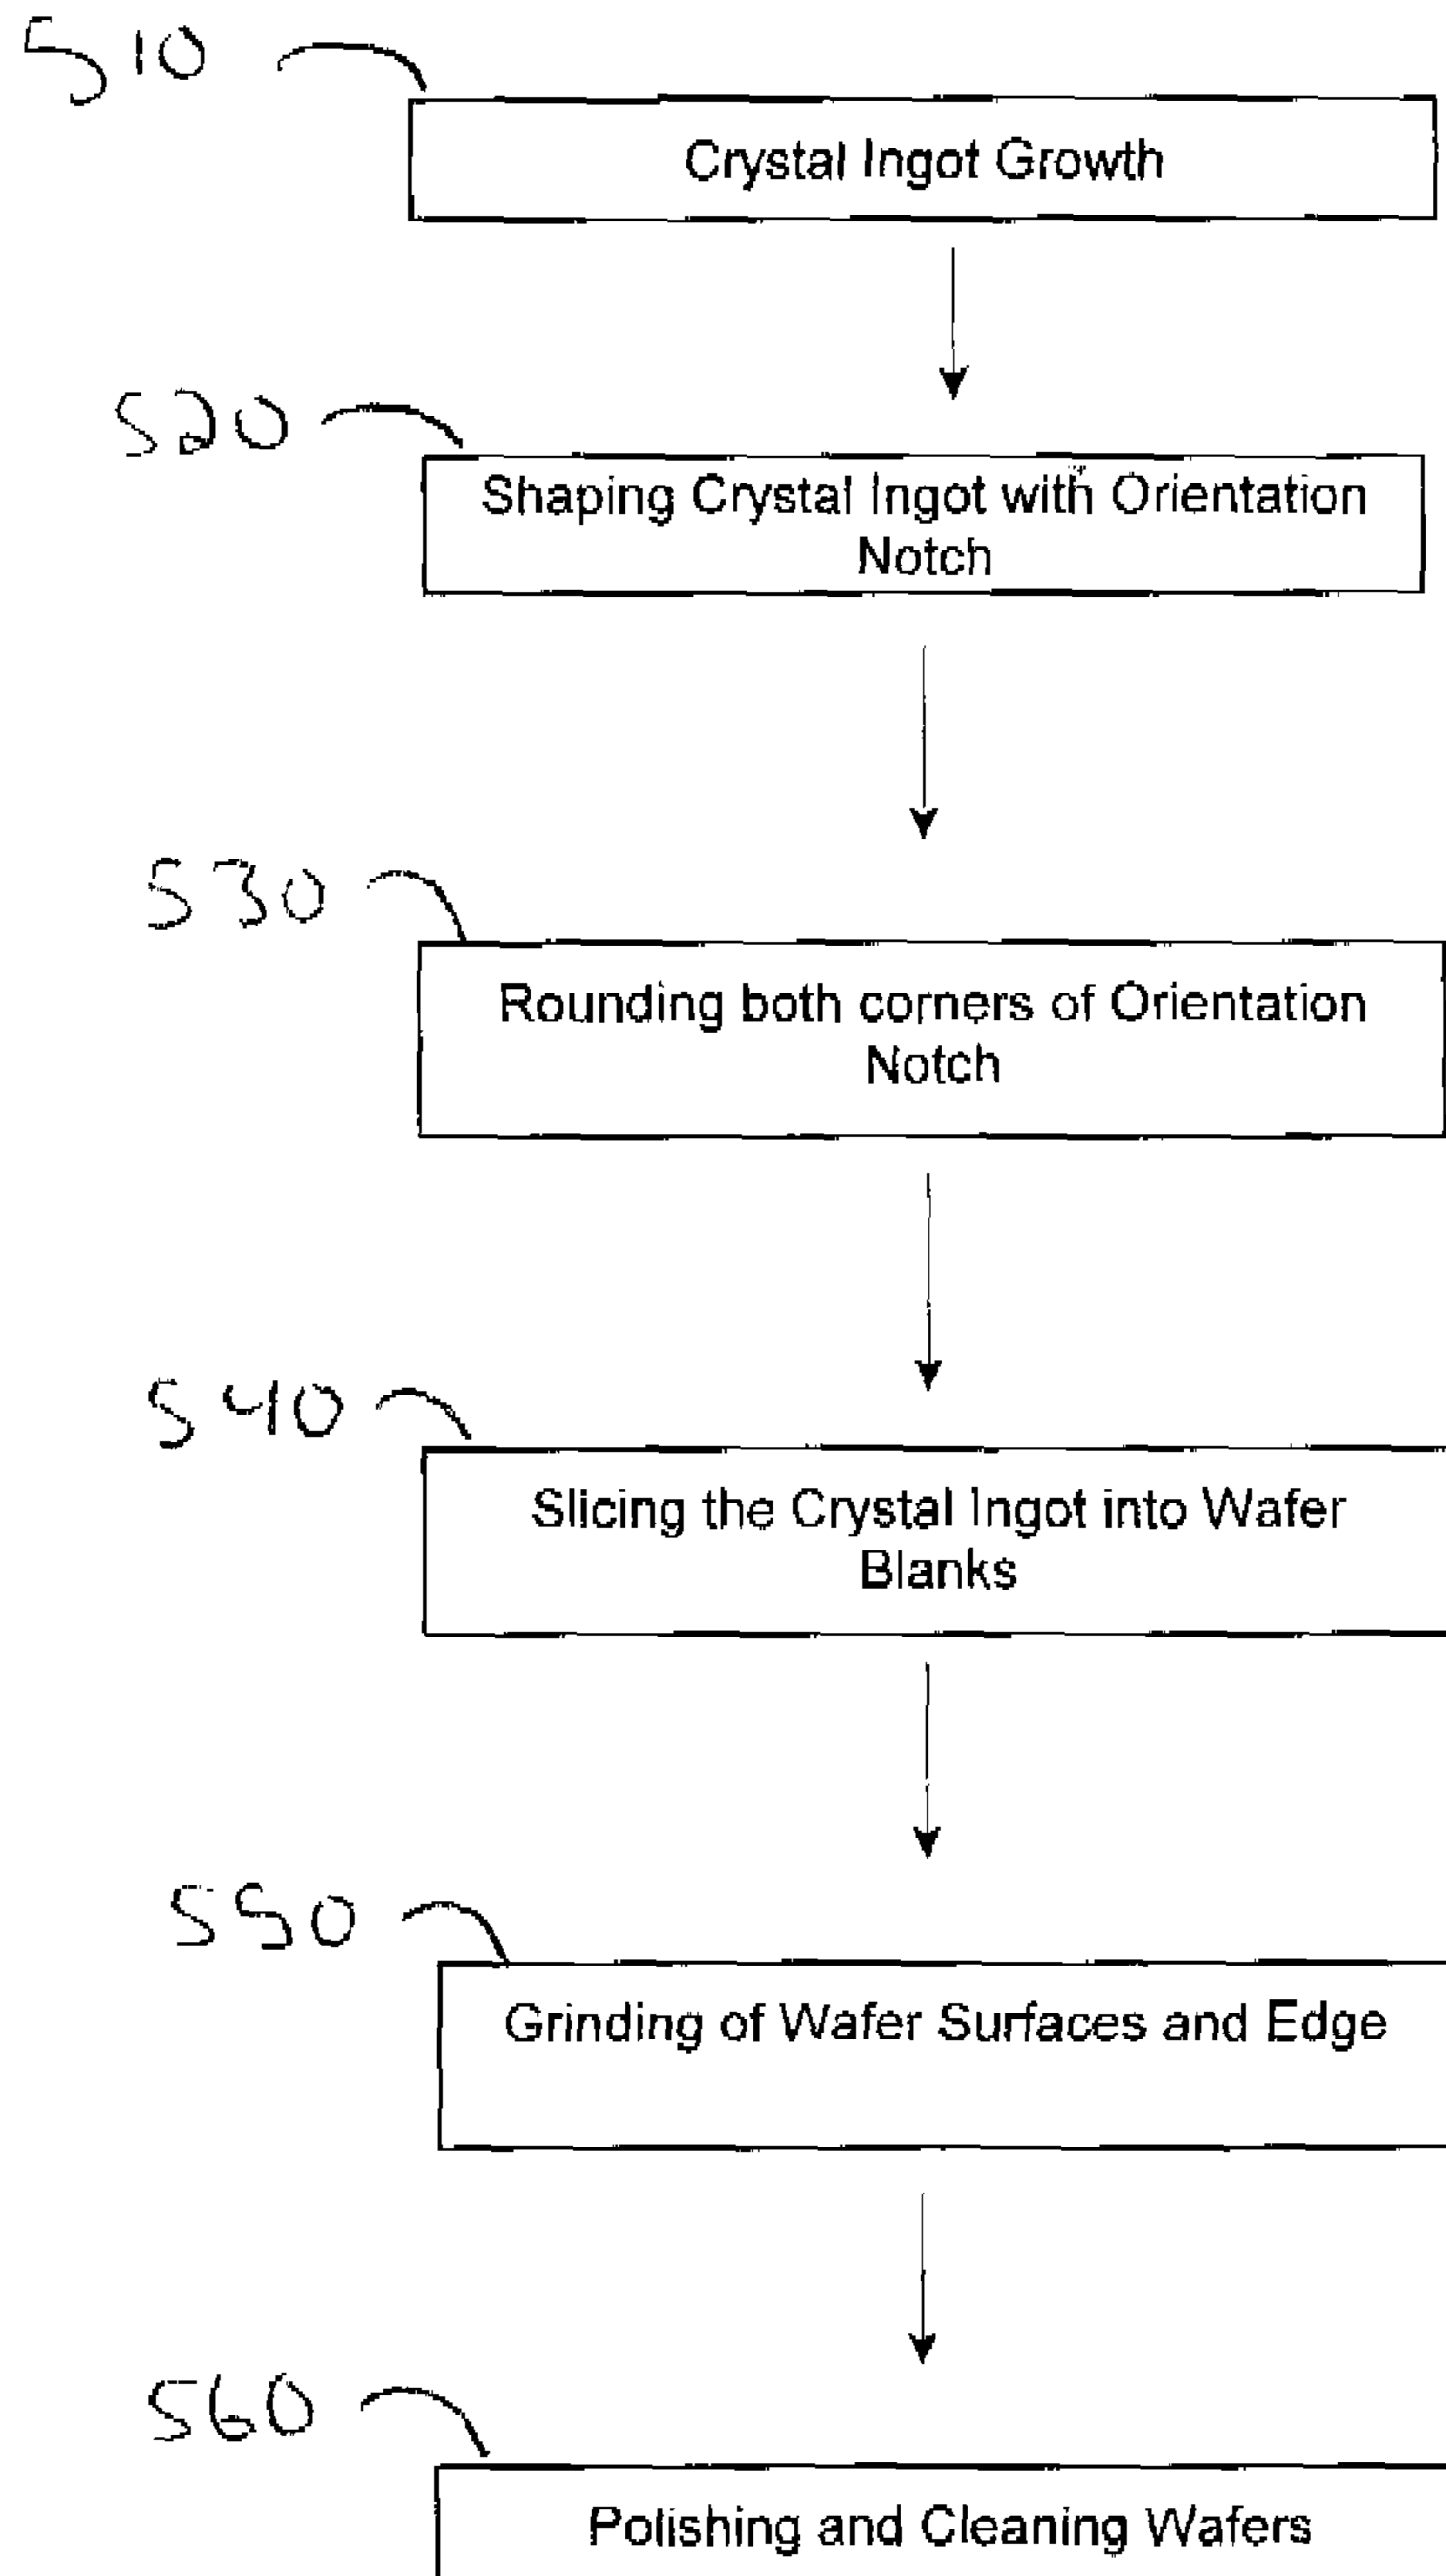 510
Crystal Ingot Growth
520
Shaping Crystal Ingot with Orientation
Notch
530
Rounding both corners of Orientation
Notch
540
Slicing the Crystal Ingot into Wafer
Blanks
550
Grinding of Wafer Surfaces and Edge
560
Polishing and Cleaning Wafers